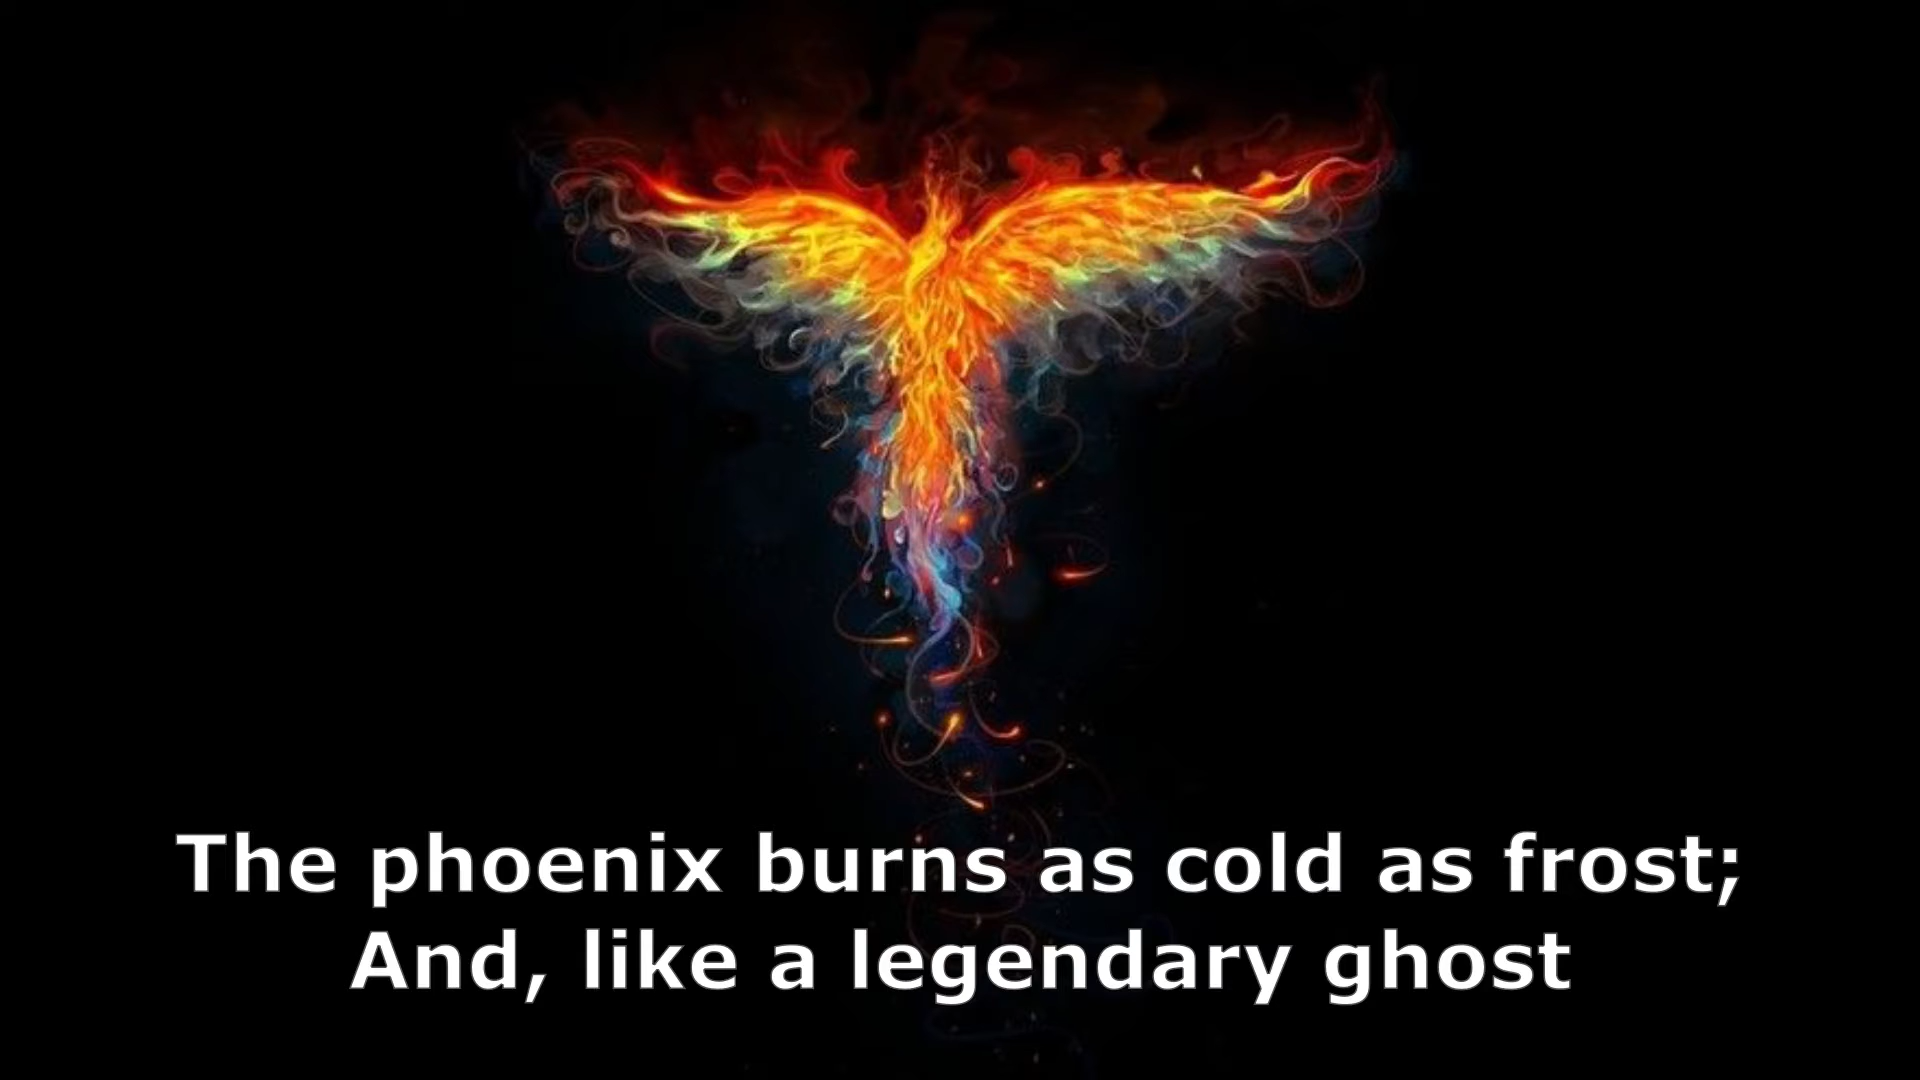 The phoenix burns as cold as frost;
And, like a legendary ghost